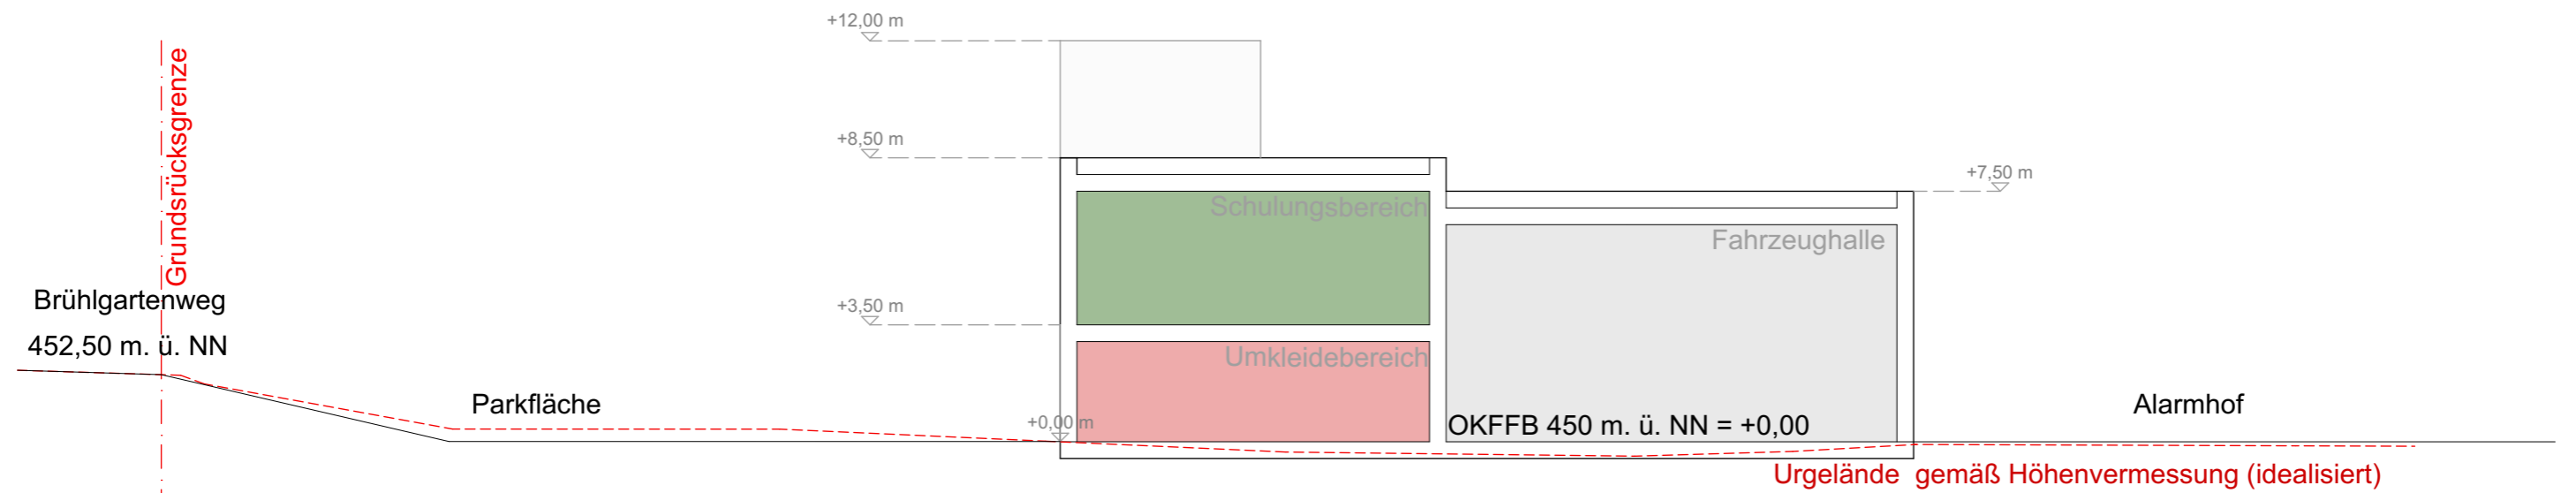 +12,00 m
Grundsrücksgrenze
+8,50 m
+7,50 m
Schulungsbereich
Fahrzeughalle
Brühlgartenweg
452,50 m. ü. NN
+3,50 m
Umkleidebereich
Parkfläche
+0,00 m
OKFFB 450 m. ü. NN = +0,00
Alarmhof
Urgelände gemäß Höhenvermessung (idealisiert)